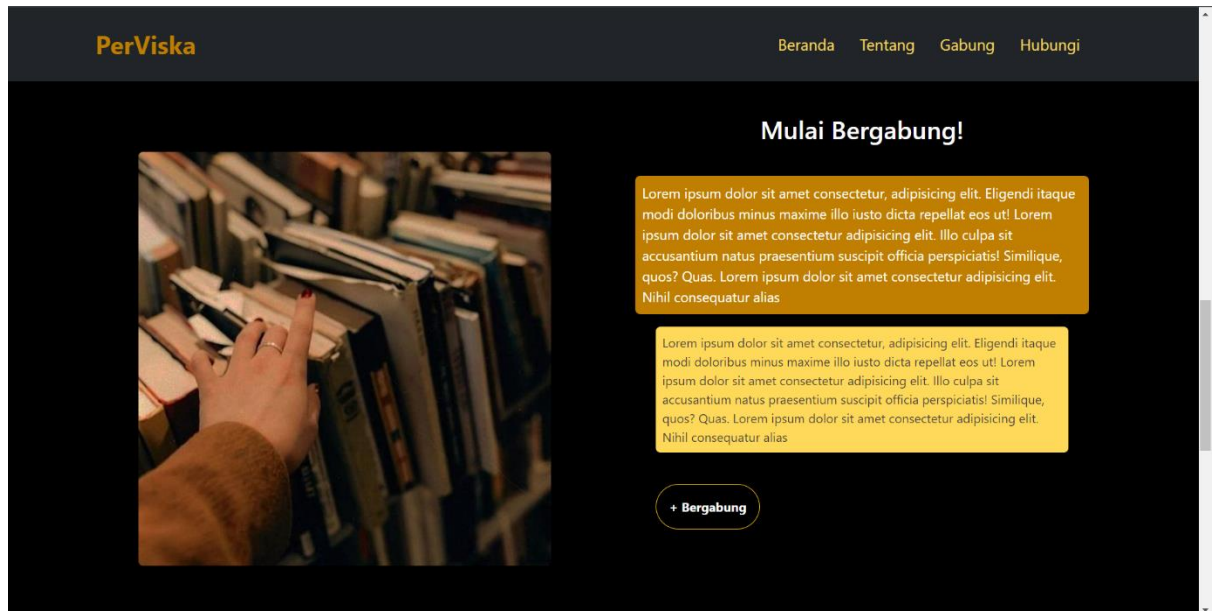 PerViska
Beranda Tentang Gabung Hubungi
Mulai Bergabung!
Lorem ipsum dolor sit amet consectetur, adipisicing elit. Eligendi itaque
modi doloribus minus maxime illo iusto dicta repellat eos ut! Lorem
ipsum dolor sit amet consectetur adipisicing elit. Illo culpa sit
accusantium natus praesentium suscipit officia perspiciatis! Similique,
quos? Quas. Lorem ipsum dolor sit amet consectetur adipisicing elit.
Nihil consequatur alias
Lorem ipsum dolor sit amet consectetur, adipisicing elit. Eligendi itaque
modi doloribus minus maxime illo iusto dicta repellat eos ut! Lorem
ipsum dolor sit amet consectetur adipisicing elit. Illo culpa sit
accusantium natus praesentium suscipit officia perspiciatis! Similique,
quos? Quas. Lorem ipsum dolor sit amet consectetur adipisicing elit.
Nihil consequatur alias
+ Bergabung